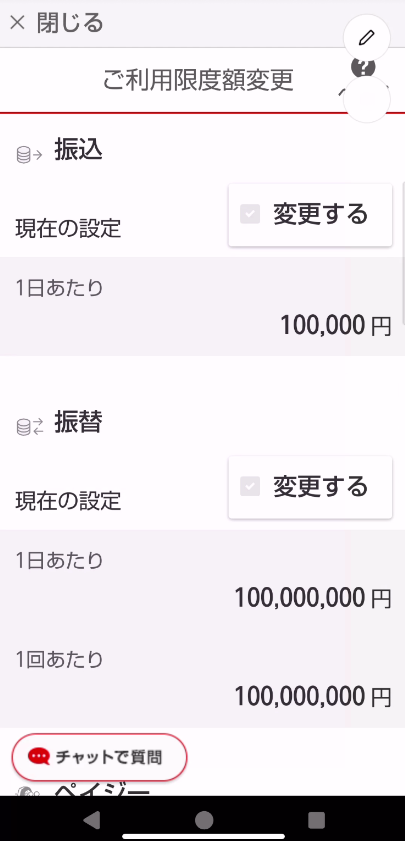 × 閉じる
ご利用限度額変更
振込
現在の設定
変更する
1日あたり
100,000 円
振替
現在の設定
変更する
1日あたり
100,000,000 円
1回あたり
100,000,000 円
チャットで質問
ペイジー